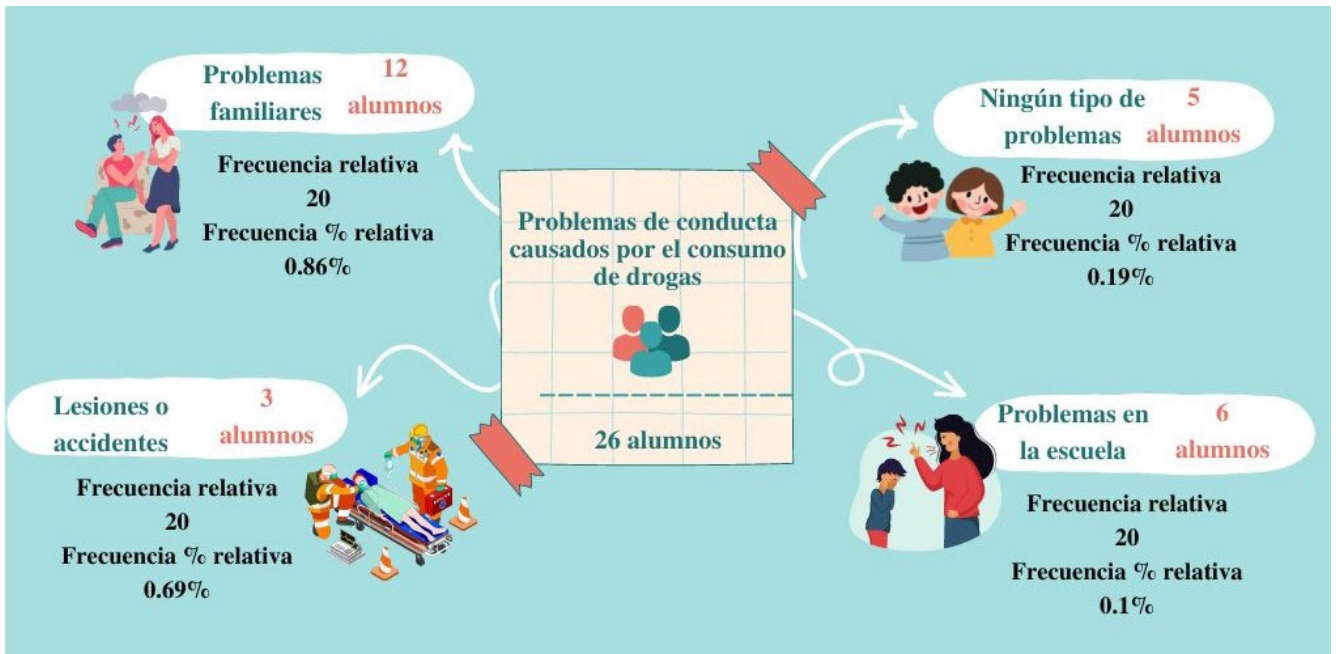 Problemas
familiares
12
alumnos
Frecuencia relativa
20
Frecuencia % relativa
0.86%
Ningún tipo de
problemas
5
alumnos
Frecuencia relativa
20
Frecuencia % relativa
0.19%
Problemas de conducta
causados por el consumo
de drogas
26 alumnos
Lesiones o
accidentes
3
alumnos
Frecuencia relativa
20
Frecuencia % relativa
0.69%
Problemas en
la escuela
6
alumnos
Frecuencia relativa
20
Frecuencia % relativa
0.1%